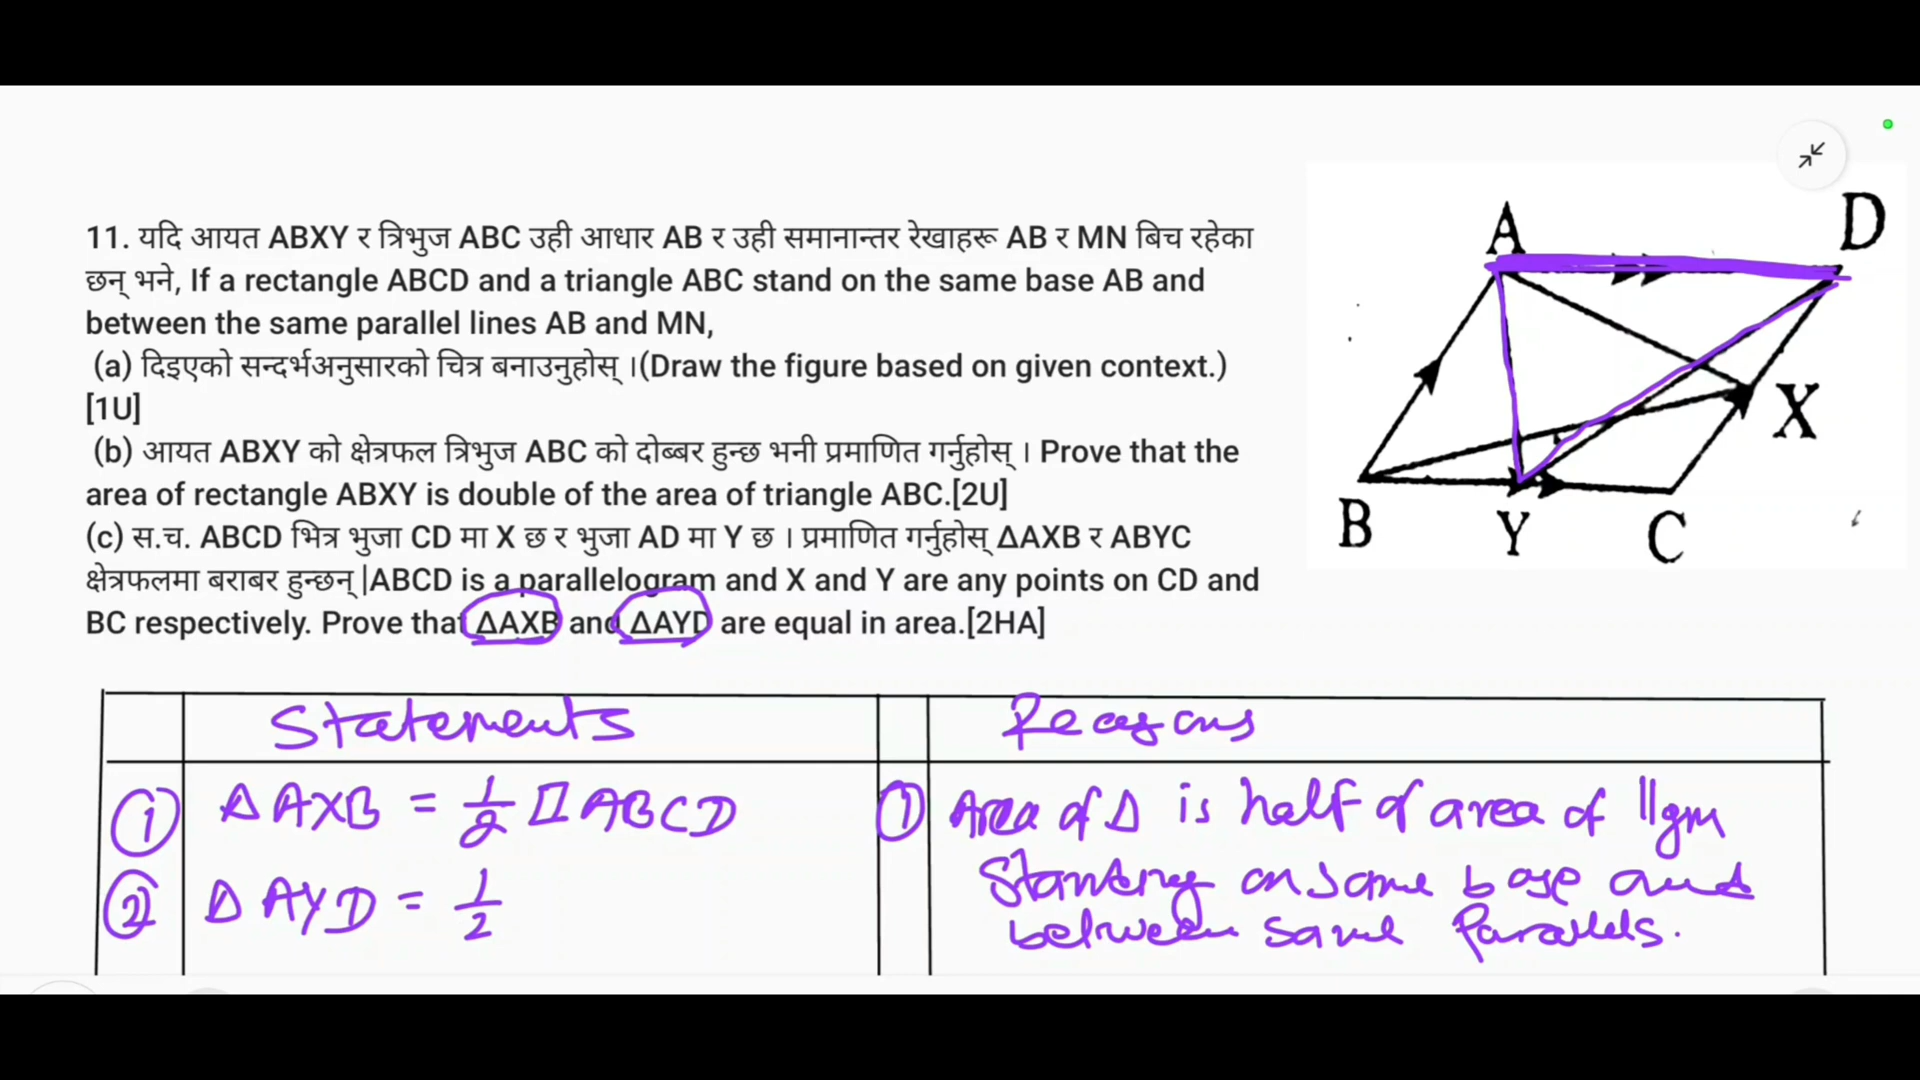 11. यदि आयत ABXY र त्रिभुज ABC उही आधार AB र उही समानान्तर रेखाहरू AB र MN बिच रहेका
छन् भने, If a rectangle ABCD and a triangle ABC stand on the same base AB and
between the same parallel lines AB and MN,
(a) दिइएको सन्दर्भअनुसारको चित्र बनाउनुहोस् ।(Draw the figure based on given context.)
[1U]
(b) आयत ABXY को क्षेत्रफल त्रिभुज ABC को दोब्बर हुन्छ भनी प्रमाणित गर्नुहोस् । Prove that the
area of rectangle ABXY is double of the area of triangle ABC.[2U]
(c) स.च. ABCD भित्र भुजा CD मा X छ र भुजा AD मा Y छ । प्रमाणित गर्नुहोस् ΔAXB र ABYC
क्षेत्रफलमा बराबर हुन्छन् |ABCD is a parallelogram and X and Y are any points on CD and
BC respectively. Prove that ΔAXB and ΔAYD are equal in area.[2HA]
A D
X
B Y C
Statements Reasons
① Δ AXB = 1/2 ▱ ABCD ① Area of Δ is half of area of ||gm
standing on same base and
② Δ AYD = 1/2 between same parallels.